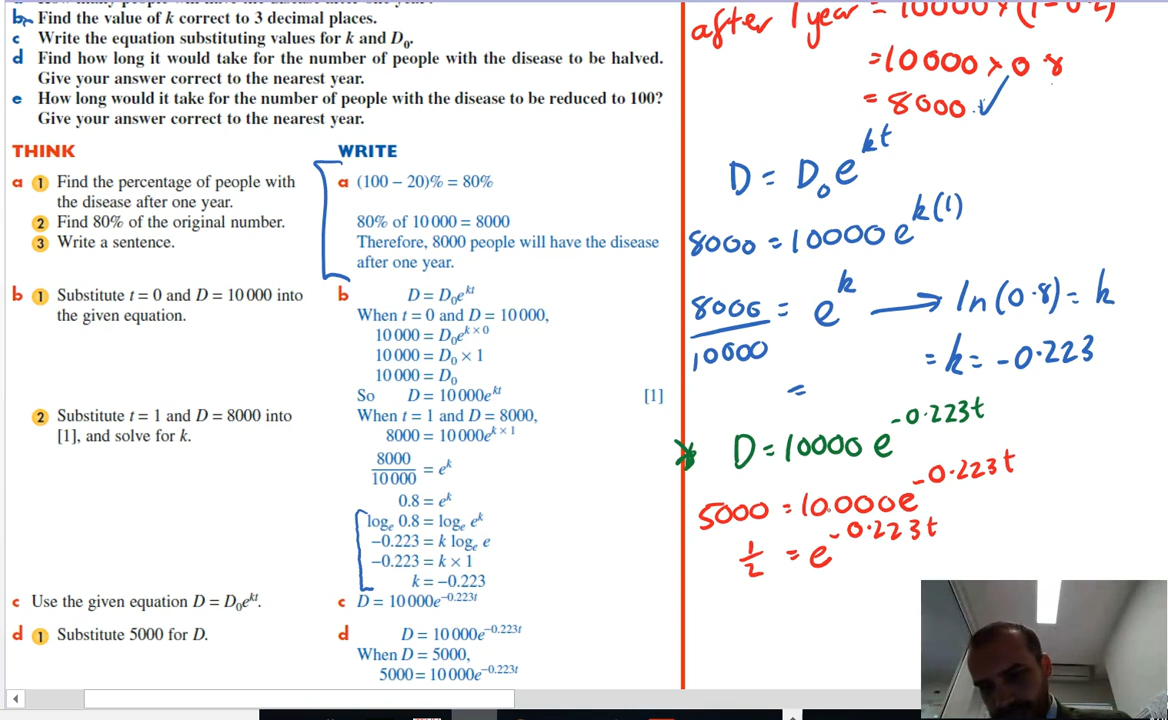 b Find the value of k correct to 3 decimal places.
c Write the equation substituting values for k and D₀.
d Find how long it would take for the number of people with the disease to be halved.
Give your answer correct to the nearest year.
e How long would it take for the number of people with the disease to be reduced to 100?
Give your answer correct to the nearest year.
THINK
a 1 Find the percentage of people with
the disease after one year.
2 Find 80% of the original number.
3 Write a sentence.
b 1 Substitute t = 0 and D = 10 000 into
the given equation.
2 Substitute t = 1 and D = 8000 into
[1], and solve for k.
c Use the given equation D = D₀eᵏᵗ.
d 1 Substitute 5000 for D.
WRITE
a (100 – 20)% = 80%
80% of 10 000 = 8000
Therefore, 8000 people will have the disease
after one year.
b D = D₀eᵏᵗ
When t = 0 and D = 10 000,
10 000 = D₀e^(k × 0)
10 000 = D₀ × 1
10 000 = D₀
So D = 10 000eᵏᵗ [1]
When t = 1 and D = 8000,
8000 = 10 000e^(k × 1)
8000/10 000 = eᵏ
0.8 = eᵏ
logₑ 0.8 = logₑ eᵏ
–0.223 = k logₑ e
–0.223 = k × 1
k = –0.223
c D = 10 000e^(–0.223t)
d D = 10 000e^(–0.223t)
When D = 5000,
5000 = 10 000e^(–0.223t)
after 1 year = 10000 × (1-0.2)
= 10000 × 0.8
= 8000 ✓
D = D₀eᵏᵗ
8000 = 10000e^(k(1))
8000/10000 = eᵏ → ln(0.8) = k
= k = -0.223
=
* D = 10000e^(-0.223t)
5000 = 10000e^(-0.223t)
1/2 = e^(-0.223t)